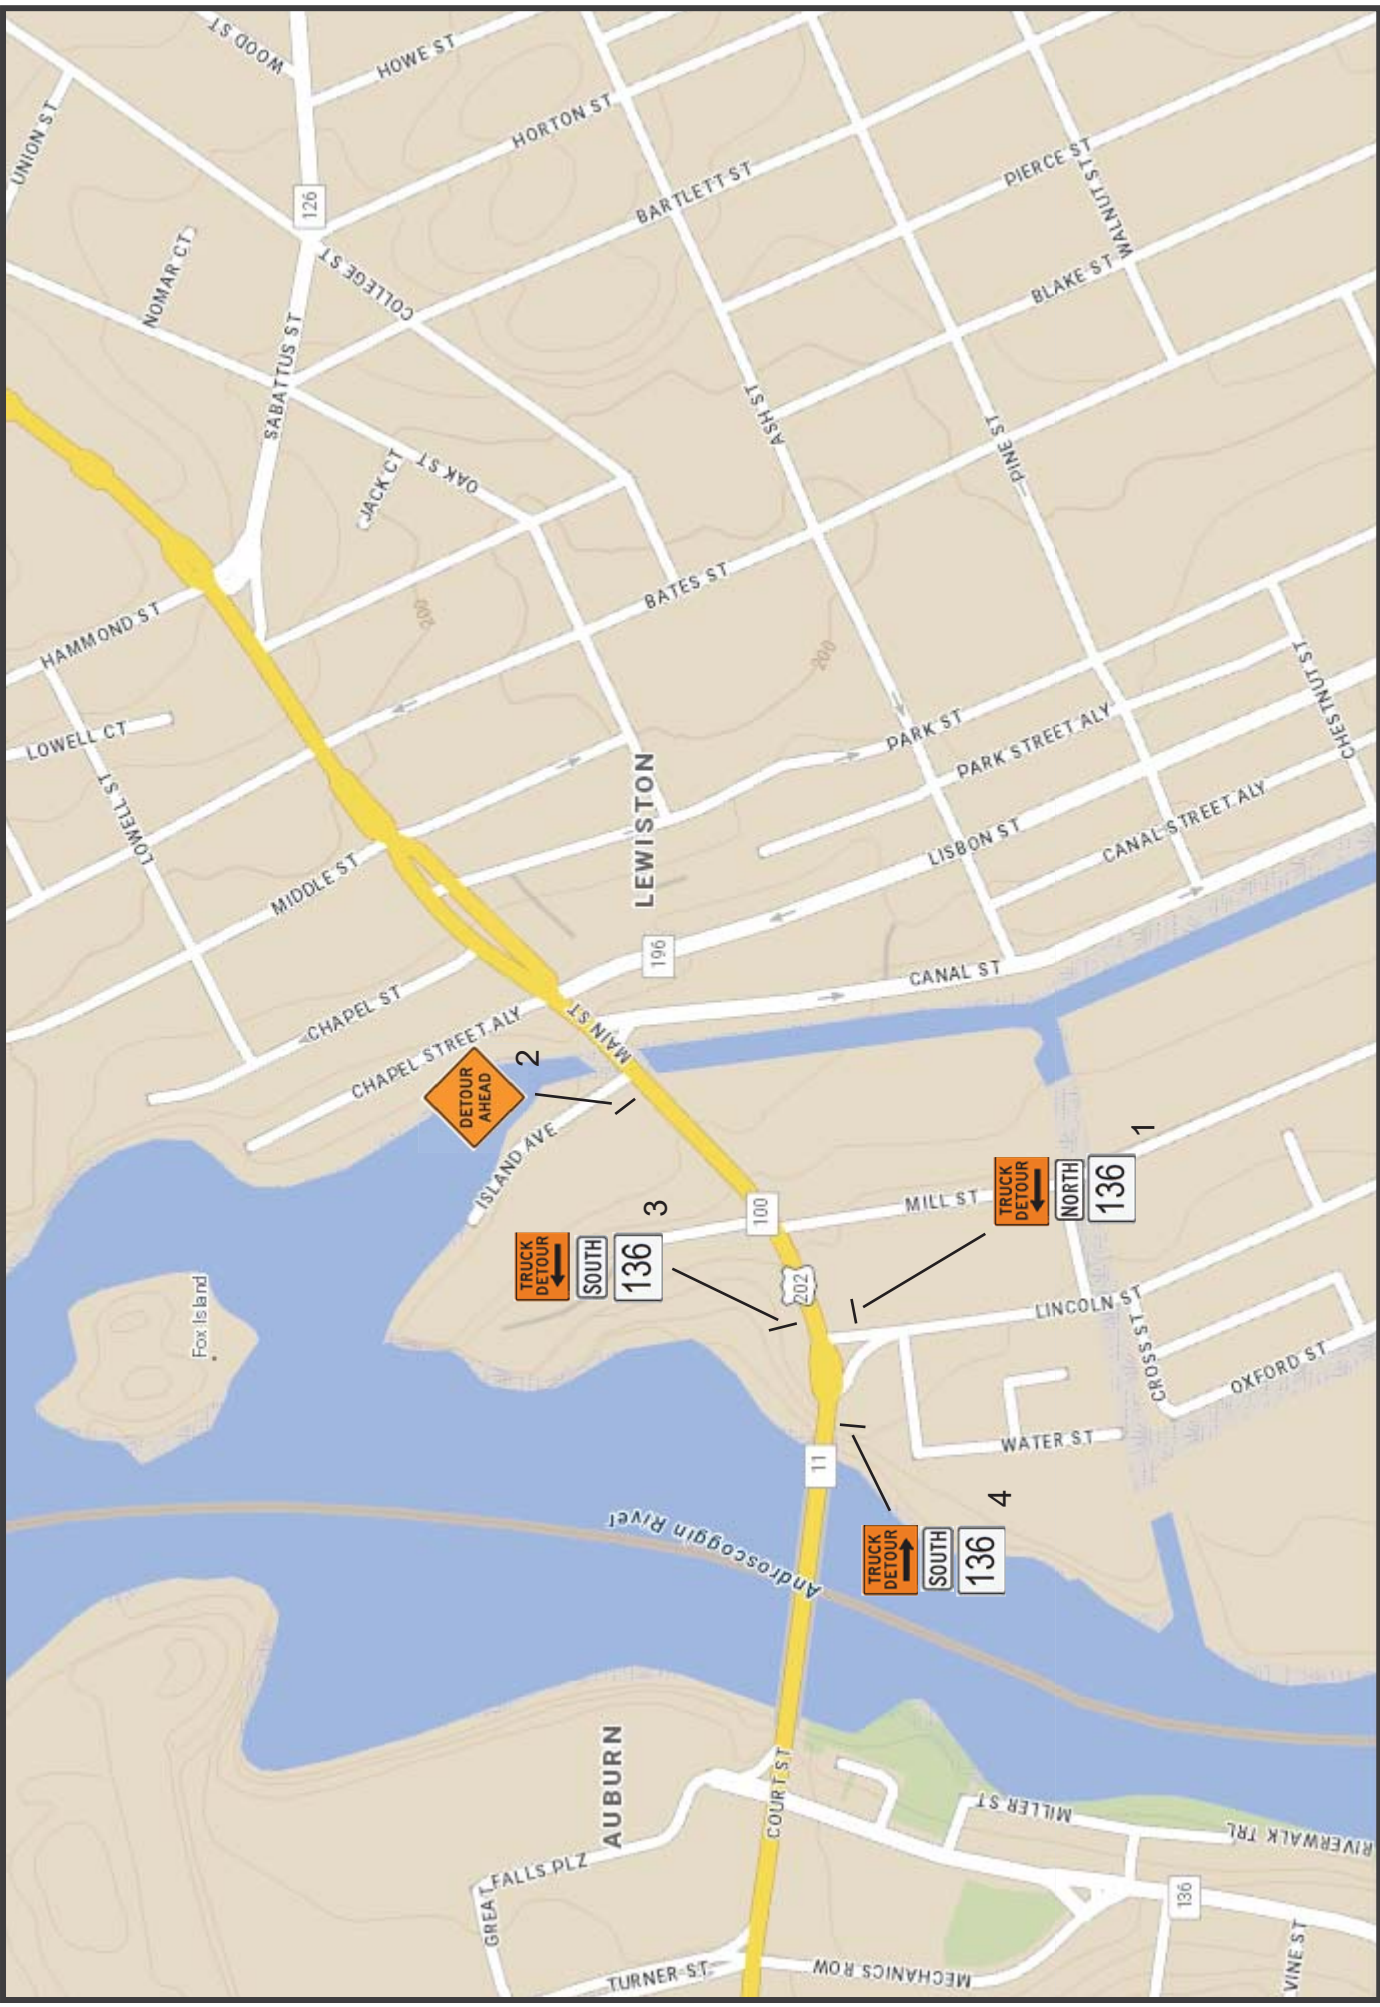 UNION ST
WOOD ST
HOWE ST
HORTON ST
126
NOMAR CT
COLLEGE ST
BARTLETT ST
PIERCE ST
WALNUT ST
BLAKE ST
SABATTUS ST
JACK CT
OAK ST
ASH ST
PINE ST
HAMMOND ST
200
BATES ST
200
LOWELL CT
LOWELL ST
MIDDLE ST
LEWISTON
PARK ST
PARK STREET ALY
CHESTNUT ST
LISBON ST
CANAL STREET ALY
196
CANAL ST
CHAPEL ST
CHAPEL STREET ALY
MAIN ST
DETOUR
AHEAD
2
ISLAND AVE
TRUCK
DETOUR
SOUTH
136
3
100
MILL ST
TRUCK
DETOUR
NORTH
136
1
202
LINCOLN ST
CROSS ST
OXFORD ST
Fox Island
11
WATER ST
Androscoggin River
TRUCK
DETOUR
SOUTH
136
4
AUBURN
COURT ST
GREAT FALLS PLZ
MILLER ST
RIVERWALK TRL
136
TURNER ST
MECHANICS ROW
VINE ST